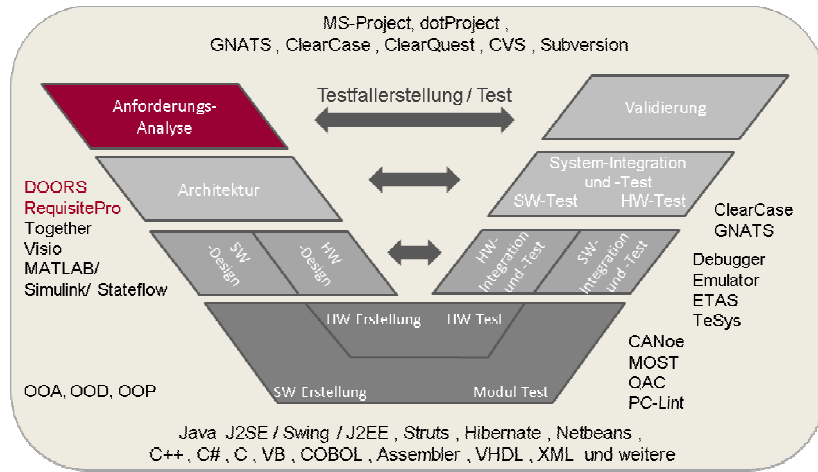 MS-Project, dotProject ,
GNATS , ClearCase , ClearQuest , CVS , Subversion
Anforderungs-
Analyse
Testfallerstellung / Test
Validierung
Architektur
System-Integration
und -Test
SW-Test HW-Test
DOORS
RequisitePro
Together
Visio
MATLAB/
Simulink/ Stateflow
SW
-Design
HW
-Design
HW-
Integration
und -Test
SW-
Integration
und -Test
ClearCase
GNATS
Debugger
Emulator
ETAS
TeSys
HW Erstellung HW Test
CANoe
MOST
QAC
PC-Lint
OOA, OOD, OOP
SW Erstellung Modul Test
Java J2SE / Swing / J2EE , Struts , Hibernate , Netbeans ,
C++ , C# , C , VB , COBOL , Assembler , VHDL , XML und weitere